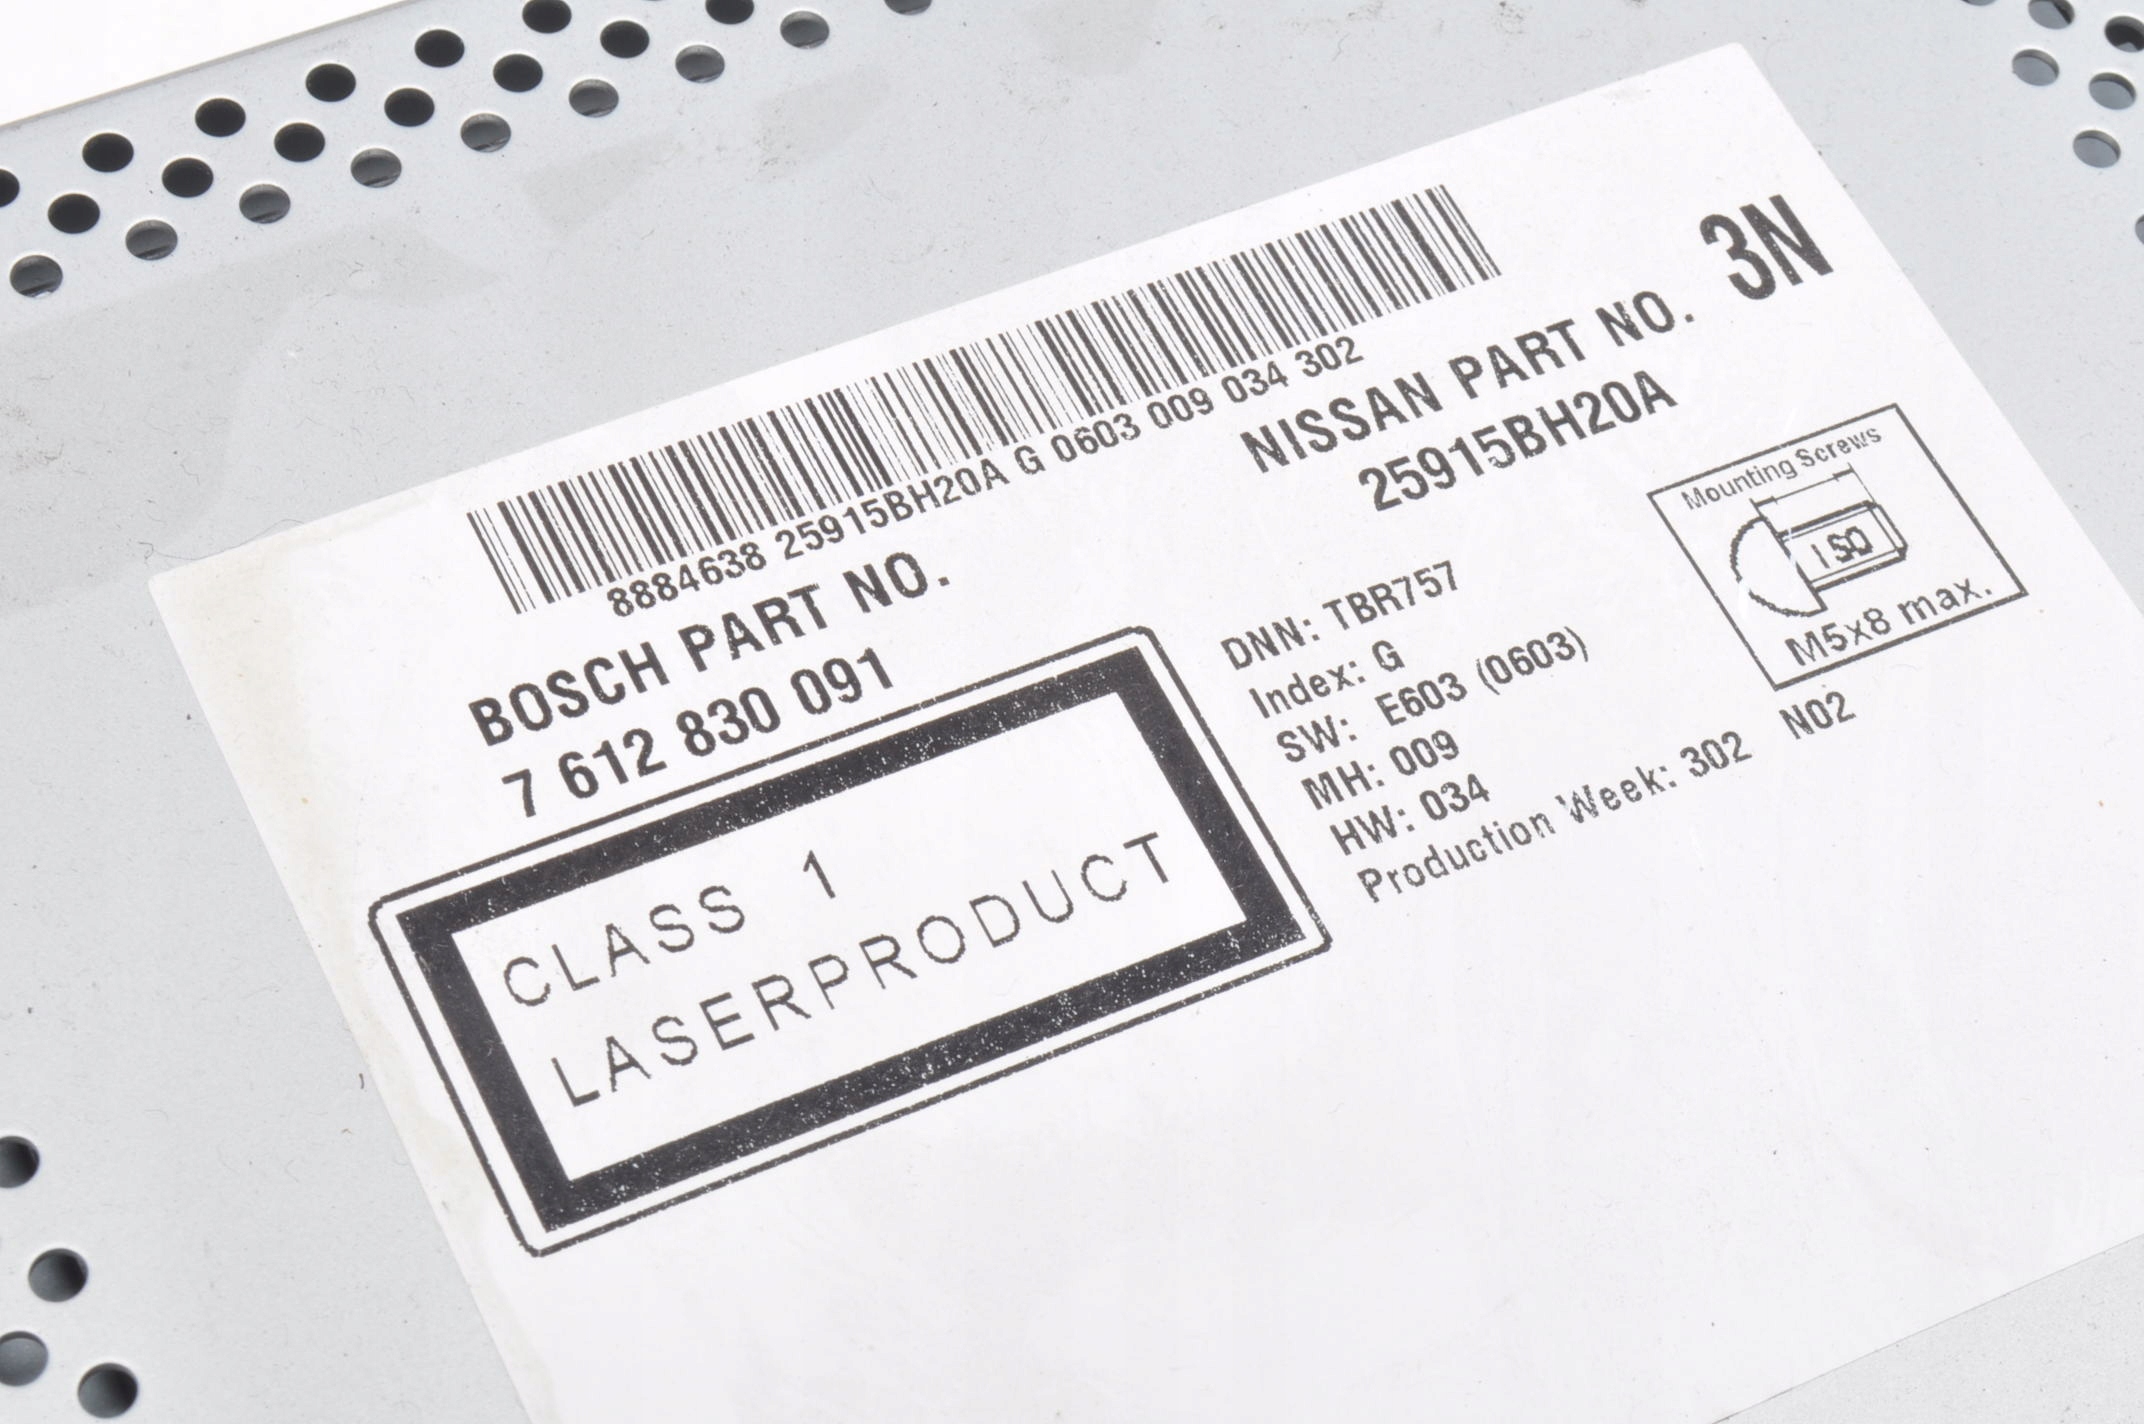 3N
8884638 25915BH20A G 0603 009 034 302
BOSCH PART NO.
7 612 830 091
NISSAN PART NO.
25915BH20A
CLASS 1
LASERPRODUCT
DNN: TBR757
Index: G
SW: E603 (0603)
MH: 009
HW: 034
Production Week: 302
N02
Mounting Screws
ISO
M5x8 max.